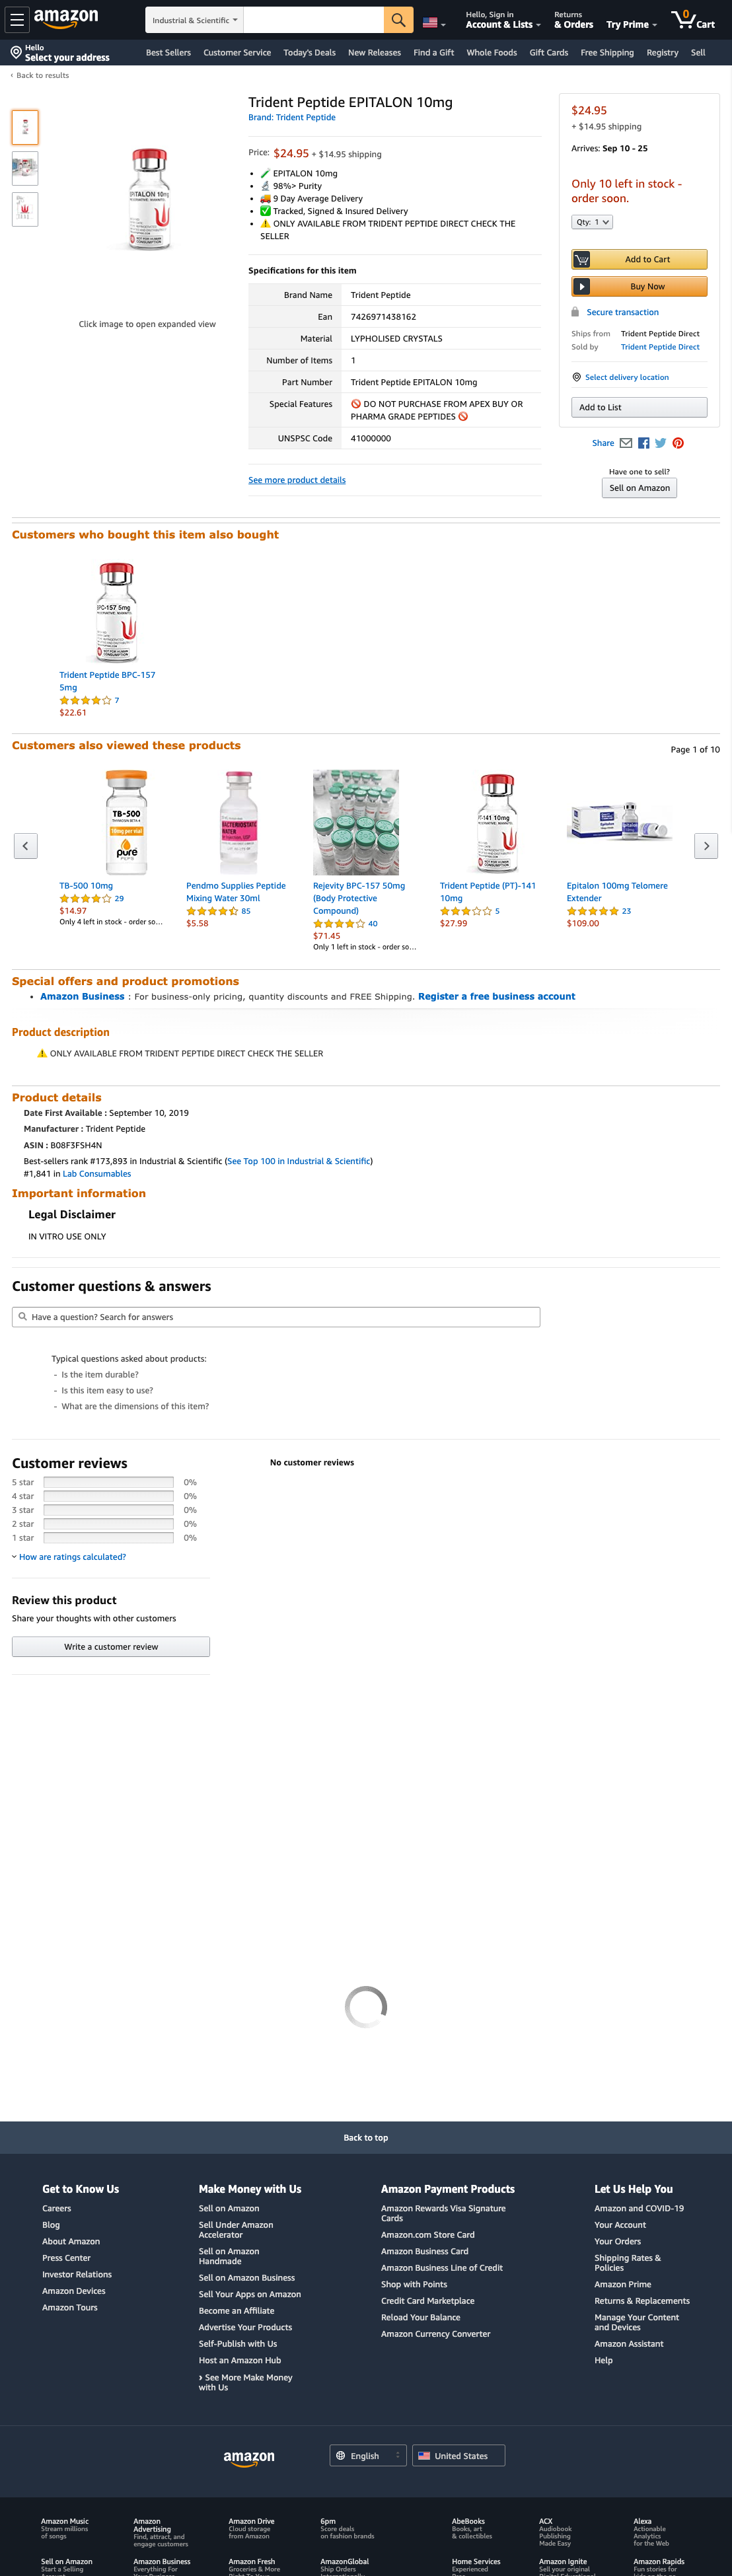 amazon
Industrial & Scientific
Hello, Sign in
Account & Lists
Returns
& Orders
Try Prime
0
Cart
Hello
Select your address
Best Sellers
Customer Service
Today's Deals
New Releases
Find a Gift
Whole Foods
Gift Cards
Free Shipping
Registry
Sell
‹ Back to results
Click image to open expanded view
Trident Peptide EPITALON 10mg
Brand: Trident Peptide
Price: $24.95 + $14.95 shipping
• 🧪 EPITALON 10mg
• 🔬 98%> Purity
• 🚚 9 Day Average Delivery
• ✅ Tracked, Signed & Insured Delivery
• ⚠️ ONLY AVAILABLE FROM TRIDENT PEPTIDE DIRECT CHECK THE
SELLER
Specifications for this item
Brand Name Trident Peptide
Ean 7426971438162
Material LYPHOLISED CRYSTALS
Number of Items 1
Part Number Trident Peptide EPITALON 10mg
Special Features 🚫 DO NOT PURCHASE FROM APEX BUY OR
PHARMA GRADE PEPTIDES 🚫
UNSPSC Code 41000000
See more product details
$24.95
+ $14.95 shipping
Arrives: Sep 10 - 25
Only 10 left in stock -
order soon.
Qty: 1
Add to Cart
Buy Now
Secure transaction
Ships from Trident Peptide Direct
Sold by Trident Peptide Direct
Select delivery location
Add to List
Share
Have one to sell?
Sell on Amazon
Customers who bought this item also bought
BPC-157 5mg
Trident Peptide BPC-157
5mg
7
$22.61
Customers also viewed these products
Page 1 of 10
TB-500
10mg per vial
pure
TB-500 10mg
29
$14.97
Only 4 left in stock - order so…
BACTERIOSTATIC
WATER
Pendmo Supplies Peptide
Mixing Water 30ml
85
$5.58
Rejevity BPC-157 50mg
(Body Protective
Compound)
40
$71.45
Only 1 left in stock - order so…
PT-141 10mg
Trident Peptide (PT)-141
10mg
5
$27.99
Epitalon 100mg Telomere
Extender
23
$109.00
Special offers and product promotions
• Amazon Business : For business-only pricing, quantity discounts and FREE Shipping. Register a free business account
Product description
⚠️ ONLY AVAILABLE FROM TRIDENT PEPTIDE DIRECT CHECK THE SELLER
Product details
Date First Available : September 10, 2019
Manufacturer : Trident Peptide
ASIN : B08F3FSH4N
Best-sellers rank #173,893 in Industrial & Scientific (See Top 100 in Industrial & Scientific)
#1,841 in Lab Consumables
Important information
Legal Disclaimer
IN VITRO USE ONLY
Customer questions & answers
Have a question? Search for answers
Typical questions asked about products:
- Is the item durable?
- Is this item easy to use?
- What are the dimensions of this item?
Customer reviews
5 star 0%
4 star 0%
3 star 0%
2 star 0%
1 star 0%
How are ratings calculated?
Review this product
Share your thoughts with other customers
Write a customer review
No customer reviews
Back to top
Get to Know Us
Careers
Blog
About Amazon
Press Center
Investor Relations
Amazon Devices
Amazon Tours
Make Money with Us
Sell on Amazon
Sell Under Amazon
Accelerator
Sell on Amazon
Handmade
Sell on Amazon Business
Sell Your Apps on Amazon
Become an Affiliate
Advertise Your Products
Self-Publish with Us
Host an Amazon Hub
› See More Make Money
with Us
Amazon Payment Products
Amazon Rewards Visa Signature
Cards
Amazon.com Store Card
Amazon Business Card
Amazon Business Line of Credit
Shop with Points
Credit Card Marketplace
Reload Your Balance
Amazon Currency Converter
Let Us Help You
Amazon and COVID-19
Your Account
Your Orders
Shipping Rates &
Policies
Amazon Prime
Returns & Replacements
Manage Your Content
and Devices
Amazon Assistant
Help
amazon
English
United States
Amazon Music
Stream millions
of songs
Amazon
Advertising
Find, attract, and
engage customers
Amazon Drive
Cloud storage
from Amazon
6pm
Score deals
on fashion brands
AbeBooks
Books, art
& collectibles
ACX
Audiobook
Publishing
Made Easy
Alexa
Actionable
Analytics
for the Web
Sell on Amazon
Start a Selling
Amazon Business
Everything For
Amazon Fresh
Groceries & More
AmazonGlobal
Ship Orders
Home Services
Experienced
Amazon Ignite
Sell your original
Amazon Rapids
Fun stories for